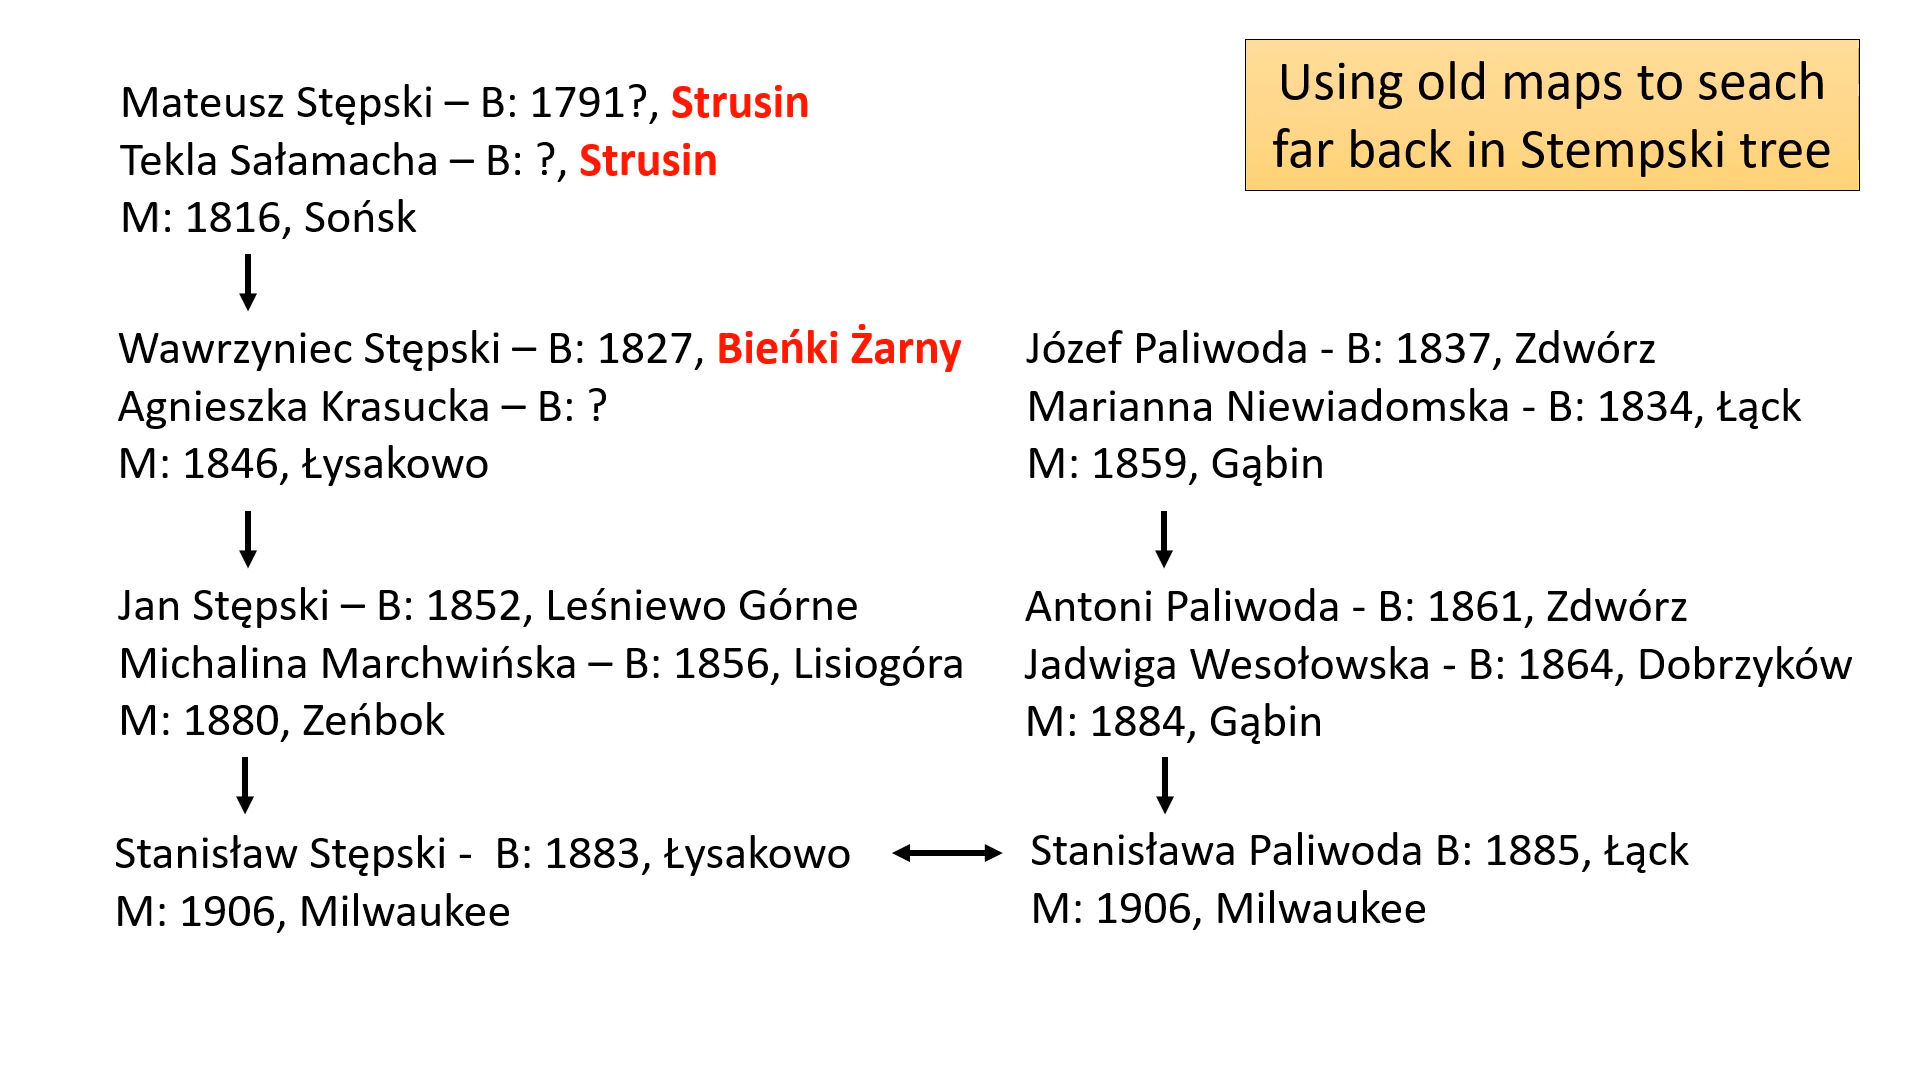 Using old maps to seach
far back in Stempski tree
Mateusz Stępski – B: 1791?, Strusin
Tekla Sałamacha – B: ?, Strusin
M: 1816, Sońsk
Wawrzyniec Stępski – B: 1827, Bieńki Żarny
Agnieszka Krasucka – B: ?
M: 1846, Łysakowo
Jan Stępski – B: 1852, Leśniewo Górne
Michalina Marchwińska – B: 1856, Lisiogóra
M: 1880, Zeńbok
Stanisław Stępski -  B: 1883, Łysakowo
M: 1906, Milwaukee
Józef Paliwoda - B: 1837, Zdwórz
Marianna Niewiadomska - B: 1834, Łąck
M: 1859, Gąbin
Antoni Paliwoda - B: 1861, Zdwórz
Jadwiga Wesołowska - B: 1864, Dobrzyków
M: 1884, Gąbin
Stanisława Paliwoda B: 1885, Łąck
M: 1906, Milwaukee